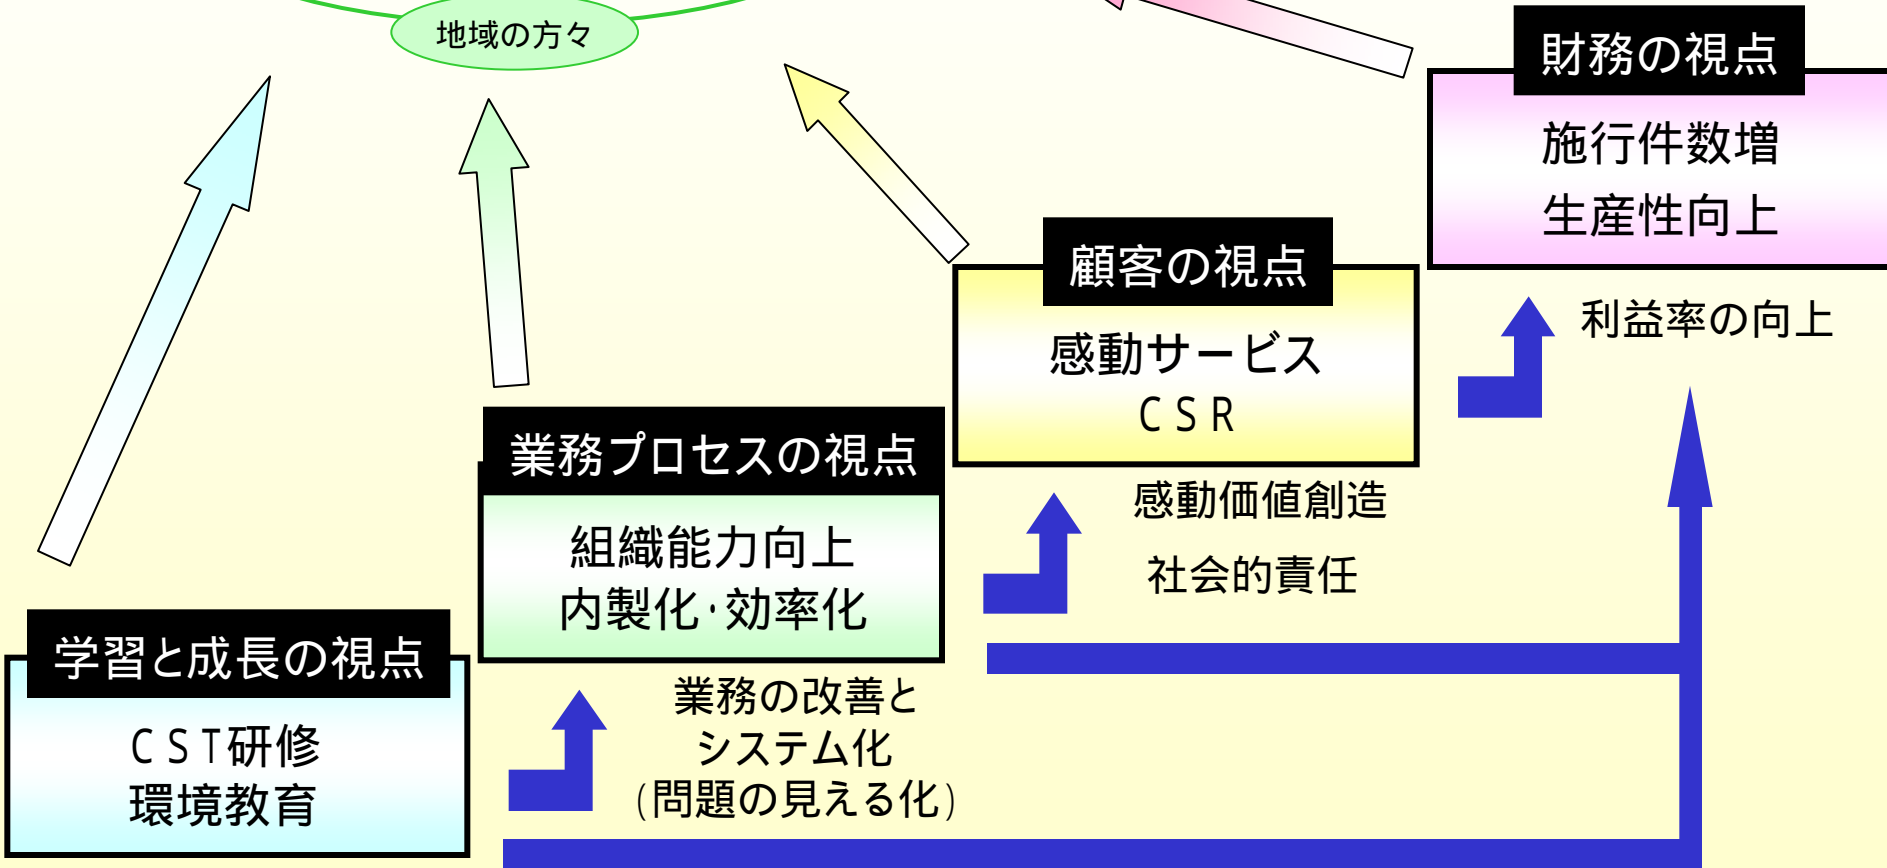 地域の方々
財務の視点
施行件数増
生産性向上
利益率の向上
顧客の視点
感動サービス
CSR
感動価値創造
社会的責任
業務プロセスの視点
組織能力向上
内製化・効率化
業務の改善と
システム化
(問題の見える化)
学習と成長の視点
CST研修
環境教育